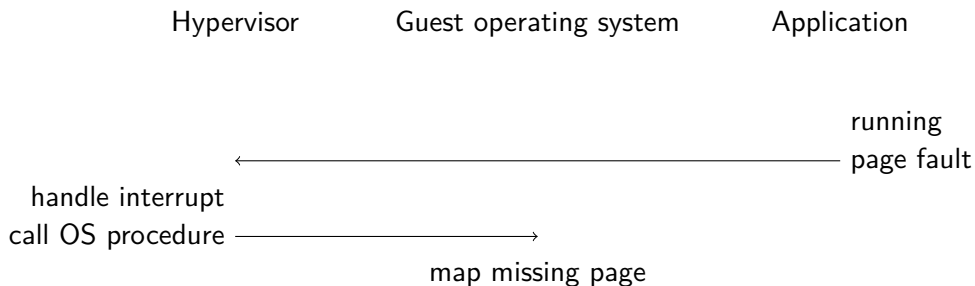 Hypervisor Guest operating system Application
running
page fault
handle interrupt
call OS procedure
map missing page